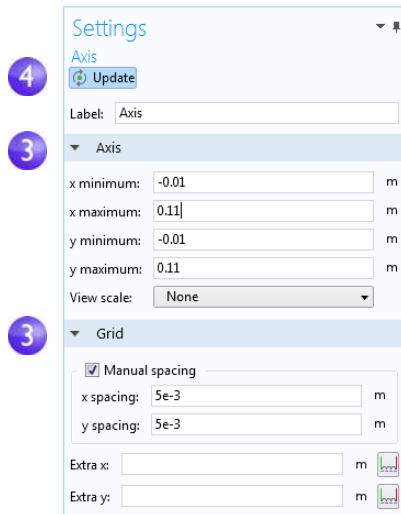 Settings
Axis
4
Update
Label: Axis
3
Axis
x minimum: -0.01 m
x maximum: 0.11 m
y minimum: -0.01 m
y maximum: 0.11 m
View scale: None
3
Grid
Manual spacing
x spacing: 5e-3 m
y spacing: 5e-3 m
Extra x: m
Extra y: m